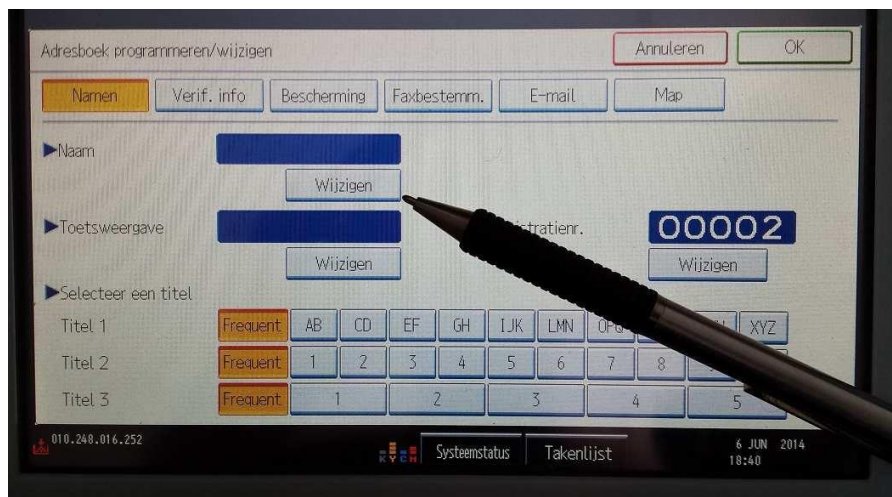 Adresboek programmeren/wijzigen Annuleren OK
Namen Verif. info Bescherming Faxbestemm. E-mail Map
▶Naam
Wijzigen
▶Toetsweergave 00002
Wijzigen Wijzigen
▶Selecteer een titel
Titel 1 Frequent AB CD EF GH IJK LMN OPQ XYZ
Titel 2 Frequent 1 2 3 4 5 6 7 8
Titel 3 Frequent 1 2 3 4 5
010.248.016.252 6 JUN 2014
K Y C M Systeemstatus Takenlijst 18:40